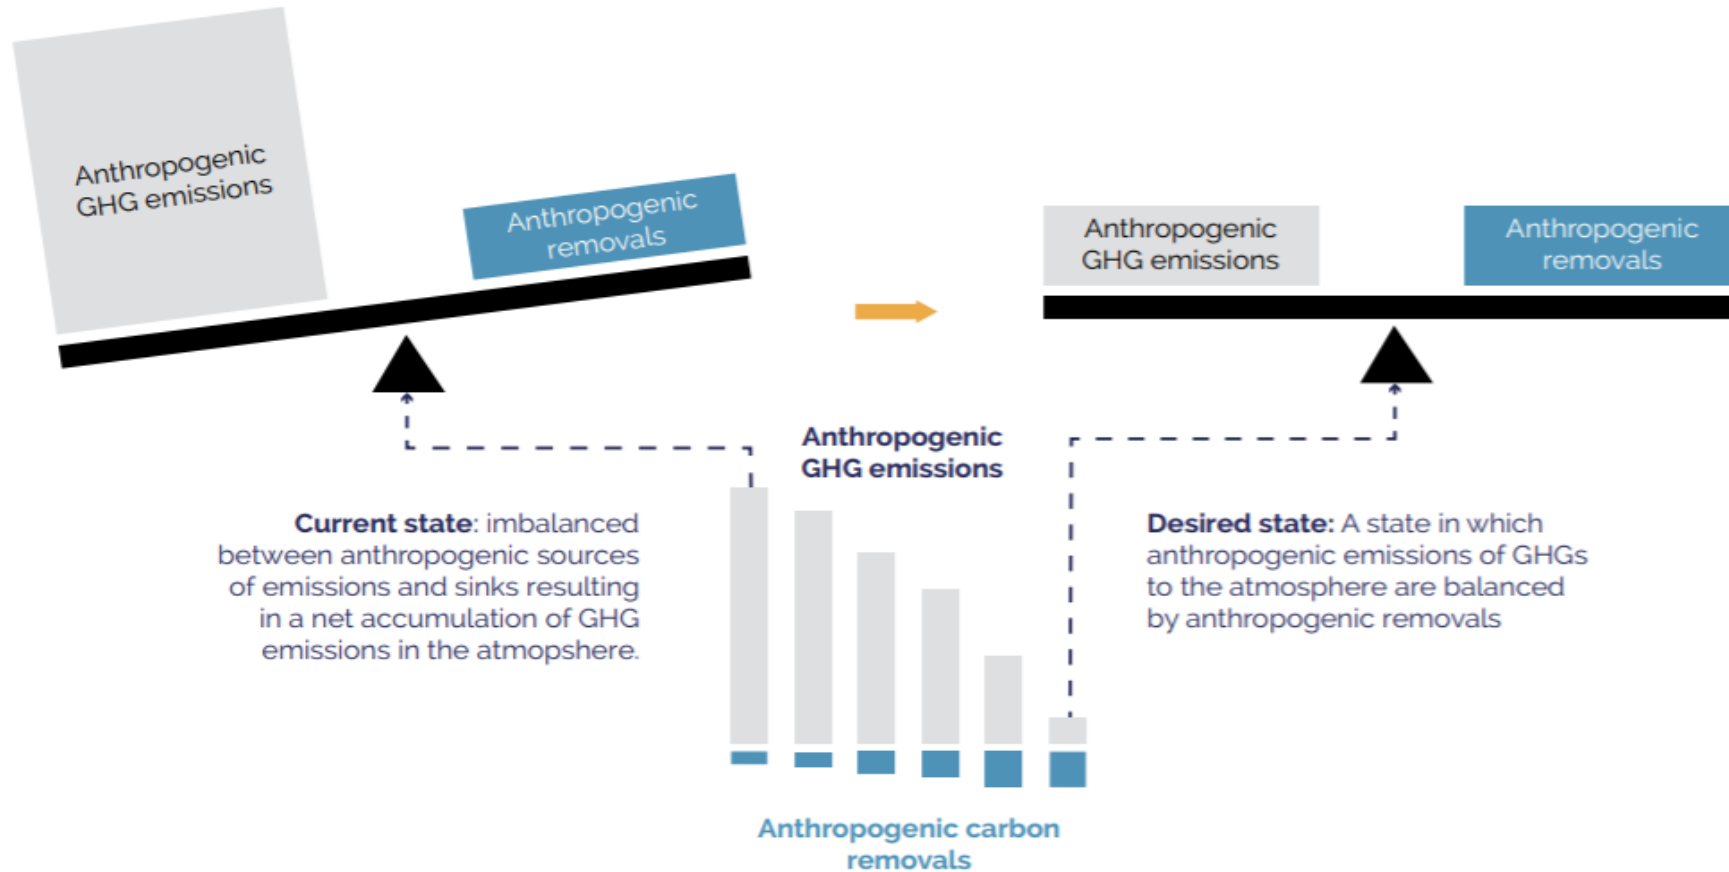 Anthropogenic
GHG emissions
Anthropogenic
removals
Anthropogenic
GHG emissions
Anthropogenic
removals
Anthropogenic
GHG emissions
Current state: imbalanced
between anthropogenic sources
of emissions and sinks resulting
in a net accumulation of GHG
emissions in the atmopshere.
Desired state: A state in which
anthropogenic emissions of GHGs
to the atmosphere are balanced
by anthropogenic removals
Anthropogenic carbon
removals